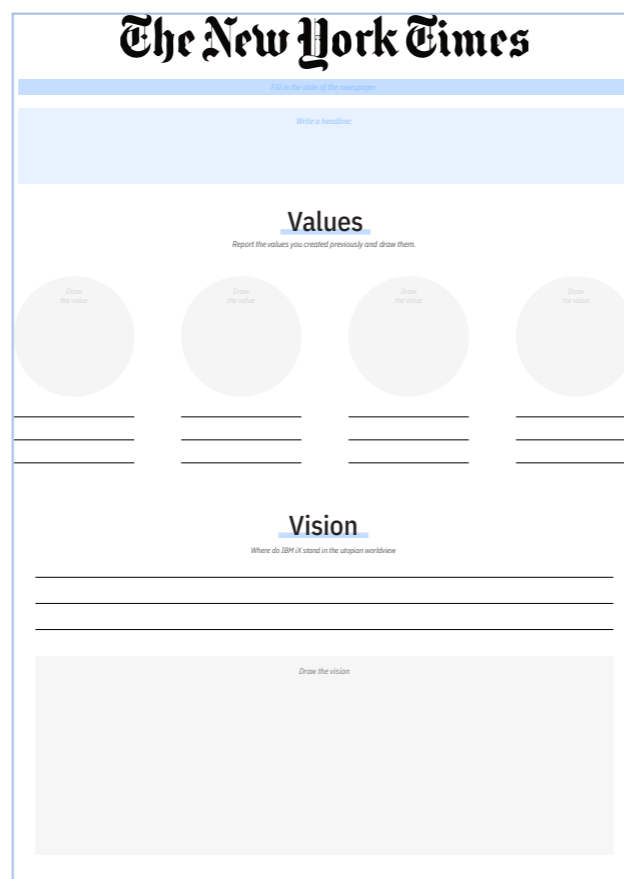 The New York Times
Fill in the date of the newspaper.
Write a headline:
Values
Report the values you created previously and draw them.
Draw
the value
Draw
the value
Draw
the value
Draw
the value
Vision
Where do IBM iX stand in the utopian worldview
Draw the vision